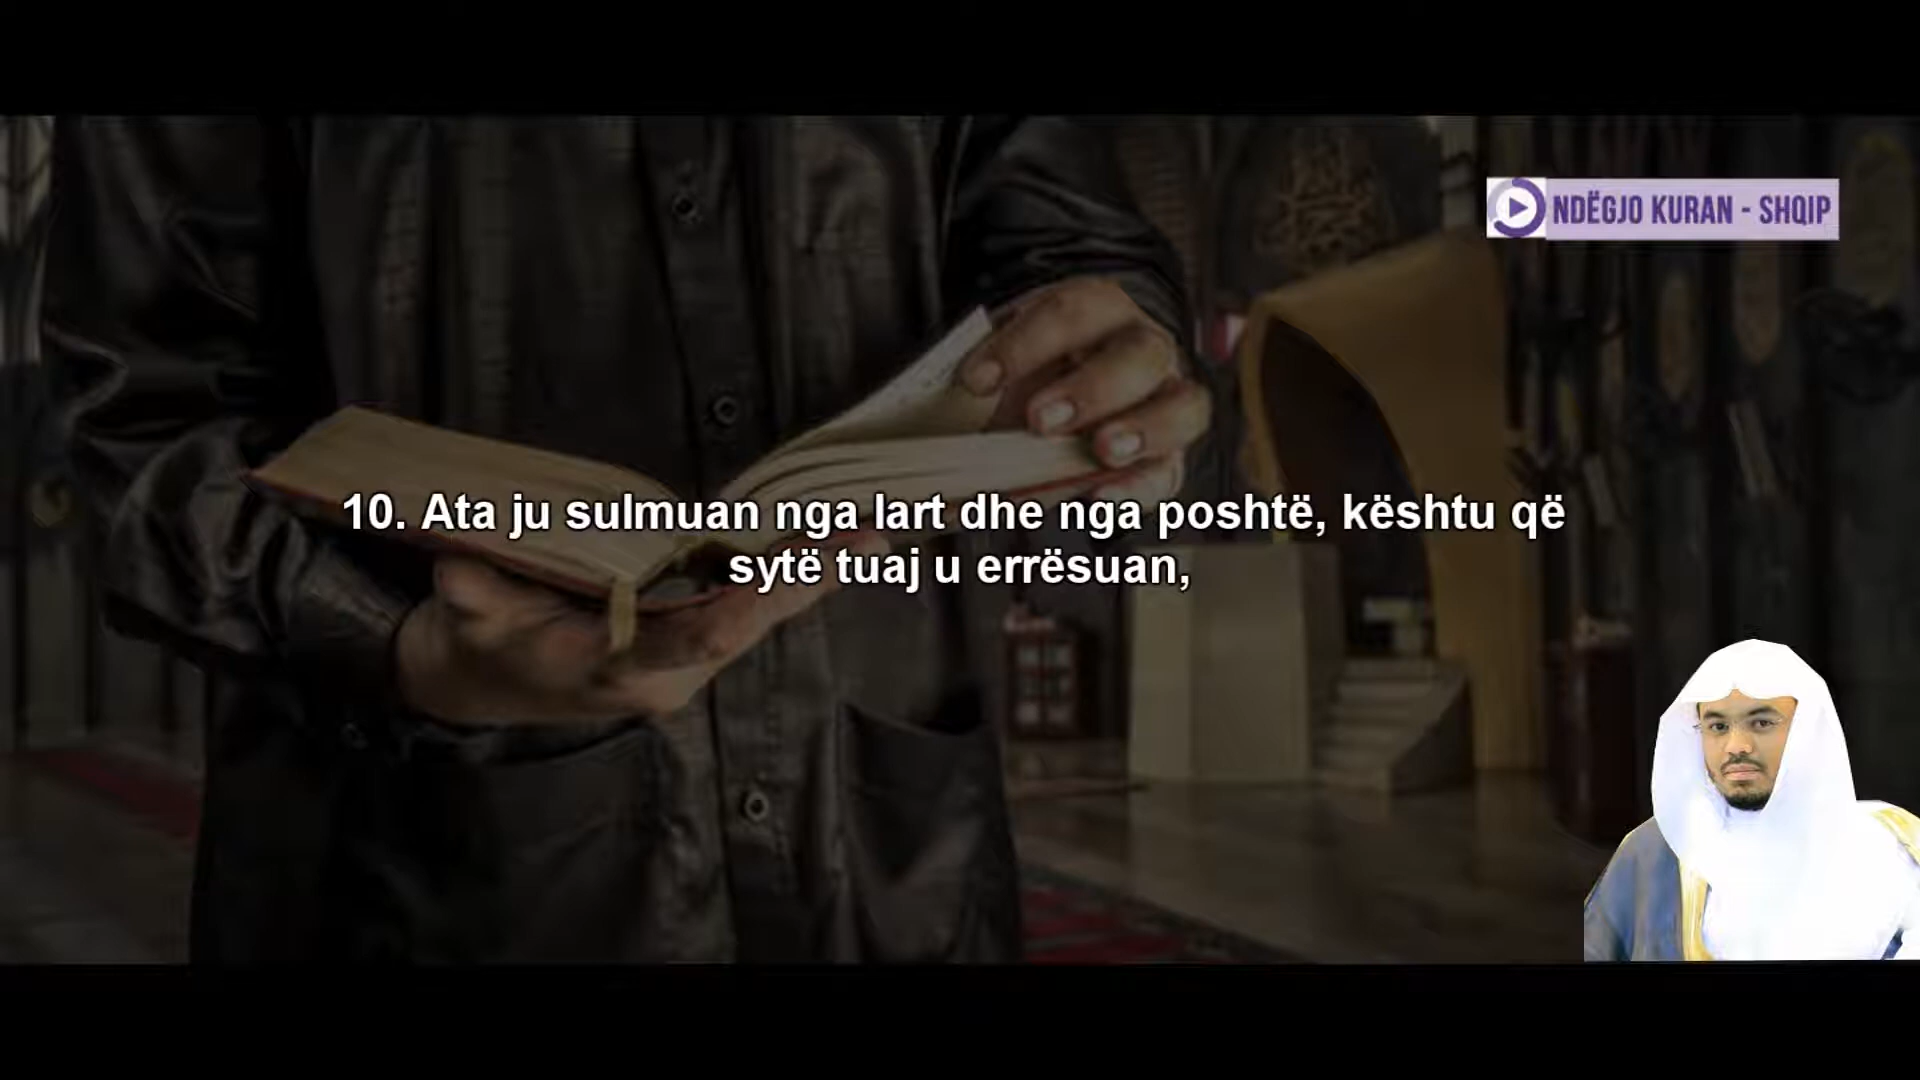 NDËGJO KURAN - SHQIP
10. Ata ju sulmuan nga lart dhe nga poshtë, kështu që
sytë tuaj u errësuan,